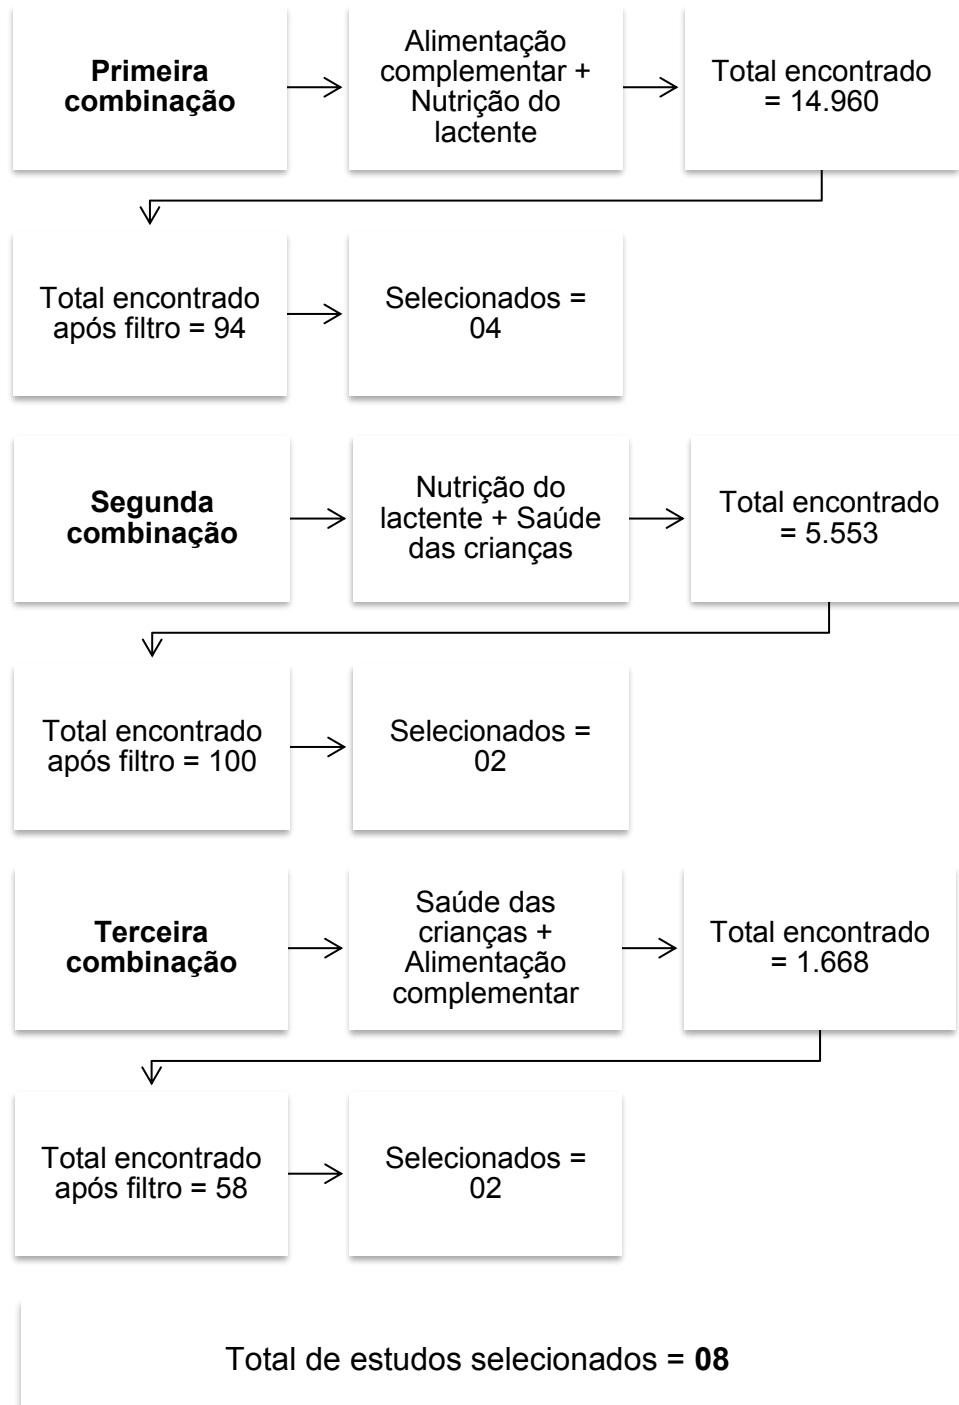 Primeira
combinação
Alimentação
complementar +
Nutrição do
lactente
Total encontrado
= 14.960
Total encontrado
após filtro = 94
Selecionados =
04
Segunda
combinação
Nutrição do
lactente + Saúde
das crianças
Total encontrado
= 5.553
Total encontrado
após filtro = 100
Selecionados =
02
Terceira
combinação
Saúde das
crianças +
Alimentação
complementar
Total encontrado
= 1.668
Total encontrado
após filtro = 58
Selecionados =
02
Total de estudos selecionados = 08